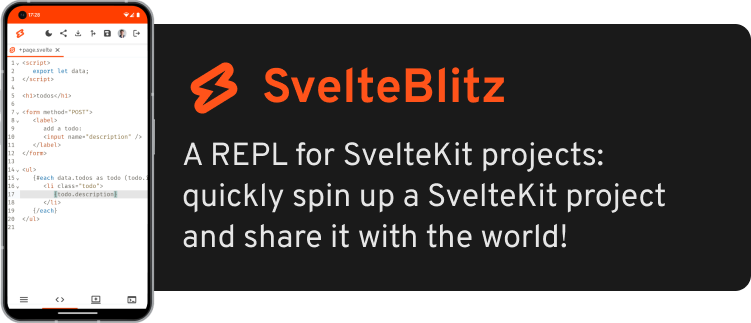 17:28
+page.svelte ×
1 <script>
2 export let data;
3 </script>
4
5 <h1>todos</h1>
6
7 <form method="POST">
8 <label>
9 add a todo:
10 <input name="description" />
11 </label>
12 </form>
13
14 <ul>
15 {#each data.todos as todo (todo.
16 <li class="todo">
17 {todo.description}
18 </li>
19 {/each}
20 </ul>
21
SvelteBlitz
A REPL for SvelteKit projects:
quickly spin up a SvelteKit project
and share it with the world!